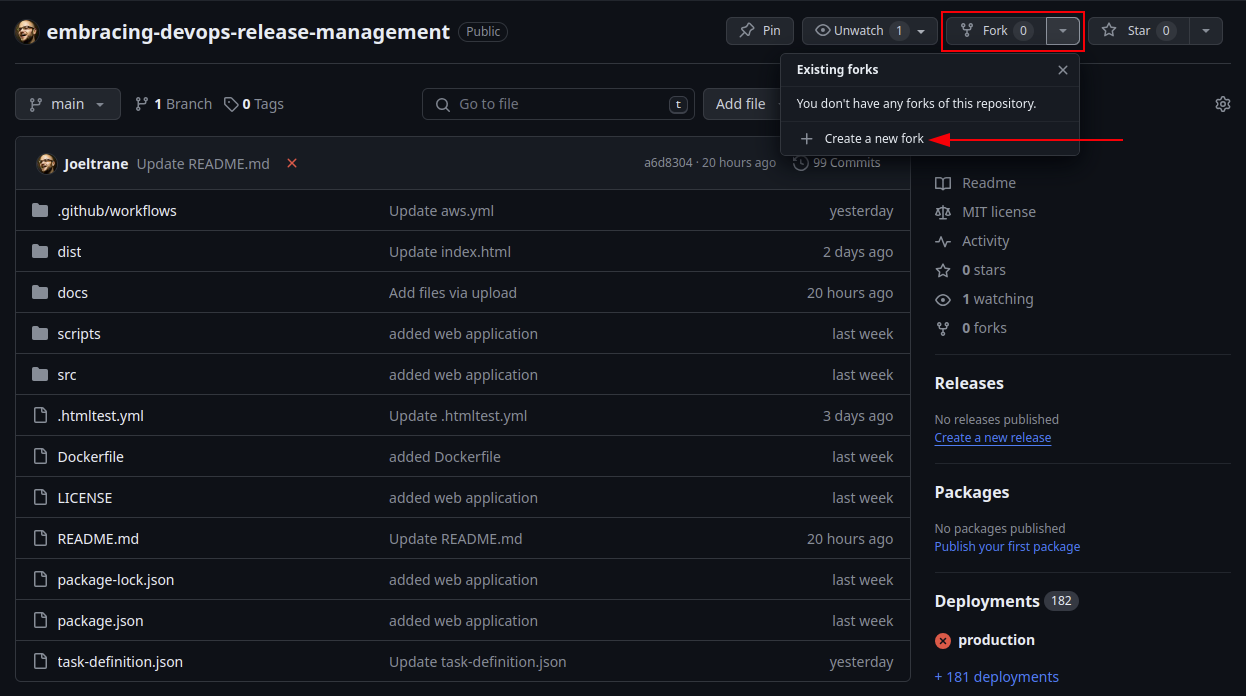 embracing-devops-release-management Public
Pin
Unwatch 1
Fork 0
Star 0
Existing forks
You don't have any forks of this repository.
Create a new fork
main
1 Branch
0 Tags
Go to file t
Add file
Joeltrane Update README.md a6d8304 · 20 hours ago 99 Commits
.github/workflows Update aws.yml yesterday
dist Update index.html 2 days ago
docs Add files via upload 20 hours ago
scripts added web application last week
src added web application last week
.htmltest.yml Update .htmltest.yml 3 days ago
Dockerfile added Dockerfile last week
LICENSE added web application last week
README.md Update README.md 20 hours ago
package-lock.json added web application last week
package.json added web application last week
task-definition.json Update task-definition.json yesterday
Readme
MIT license
Activity
0 stars
1 watching
0 forks
Releases
No releases published
Create a new release
Packages
No packages published
Publish your first package
Deployments 182
production
+ 181 deployments